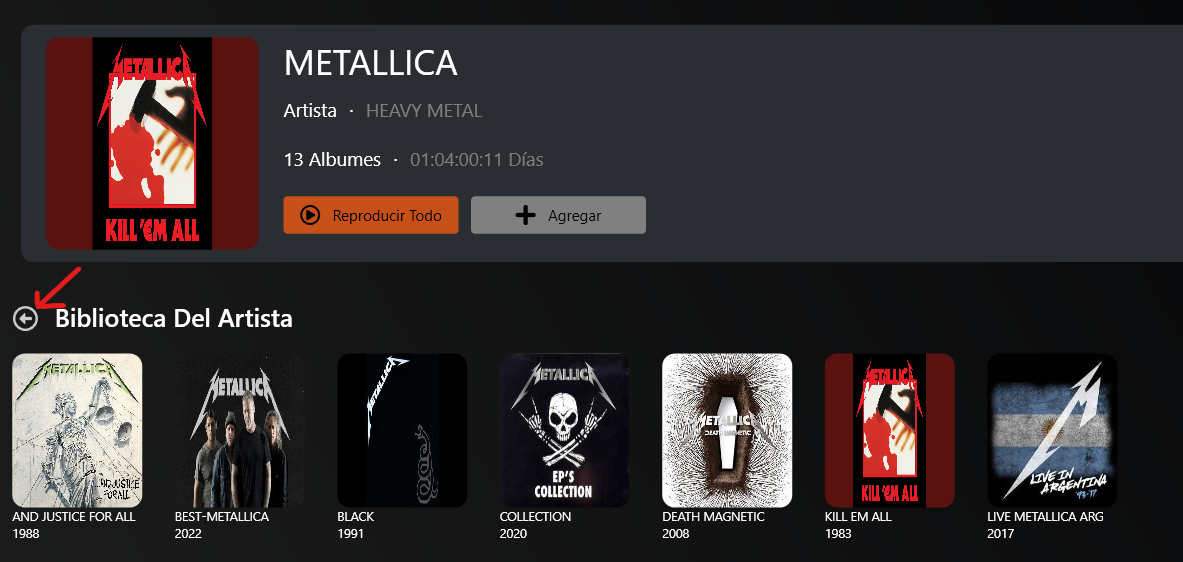 METALLICA
KILL 'EM ALL
METALLICA
Artista · HEAVY METAL
13 Albumes · 01:04:00:11 Días
Reproducir Todo
Agregar
Biblioteca Del Artista
METALLICA
AND JUSTICE
FOR ALL
METALLICA
METALLICA
METALLICA
EP'S
COLLECTION
METALLICA
DEATH MAGNETIC
METALLICA
KILL 'EM ALL
LIVE IN
ARGENTINA
AND JUSTICE FOR ALL
1988
BEST-METALLICA
2022
BLACK
1991
COLLECTION
2020
DEATH MAGNETIC
2008
KILL EM ALL
1983
LIVE METALLICA ARG
2017